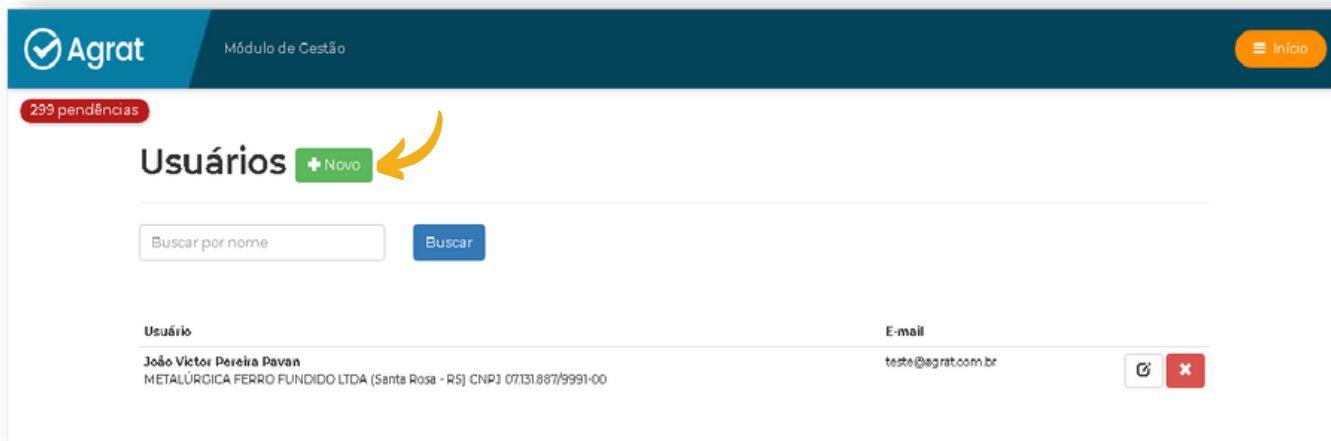 Agrat
Módulo de Gestão
Início
299 pendências
Usuários
Novo
Buscar por nome
Buscar
Usuário
E-mail
João Victor Pereira Pavan
teste@agrat.com.br
METALÚRGICA FERRO FUNDIDO LTDA (Santa Rosa - RS) CNPJ 07.131.887/9991-00